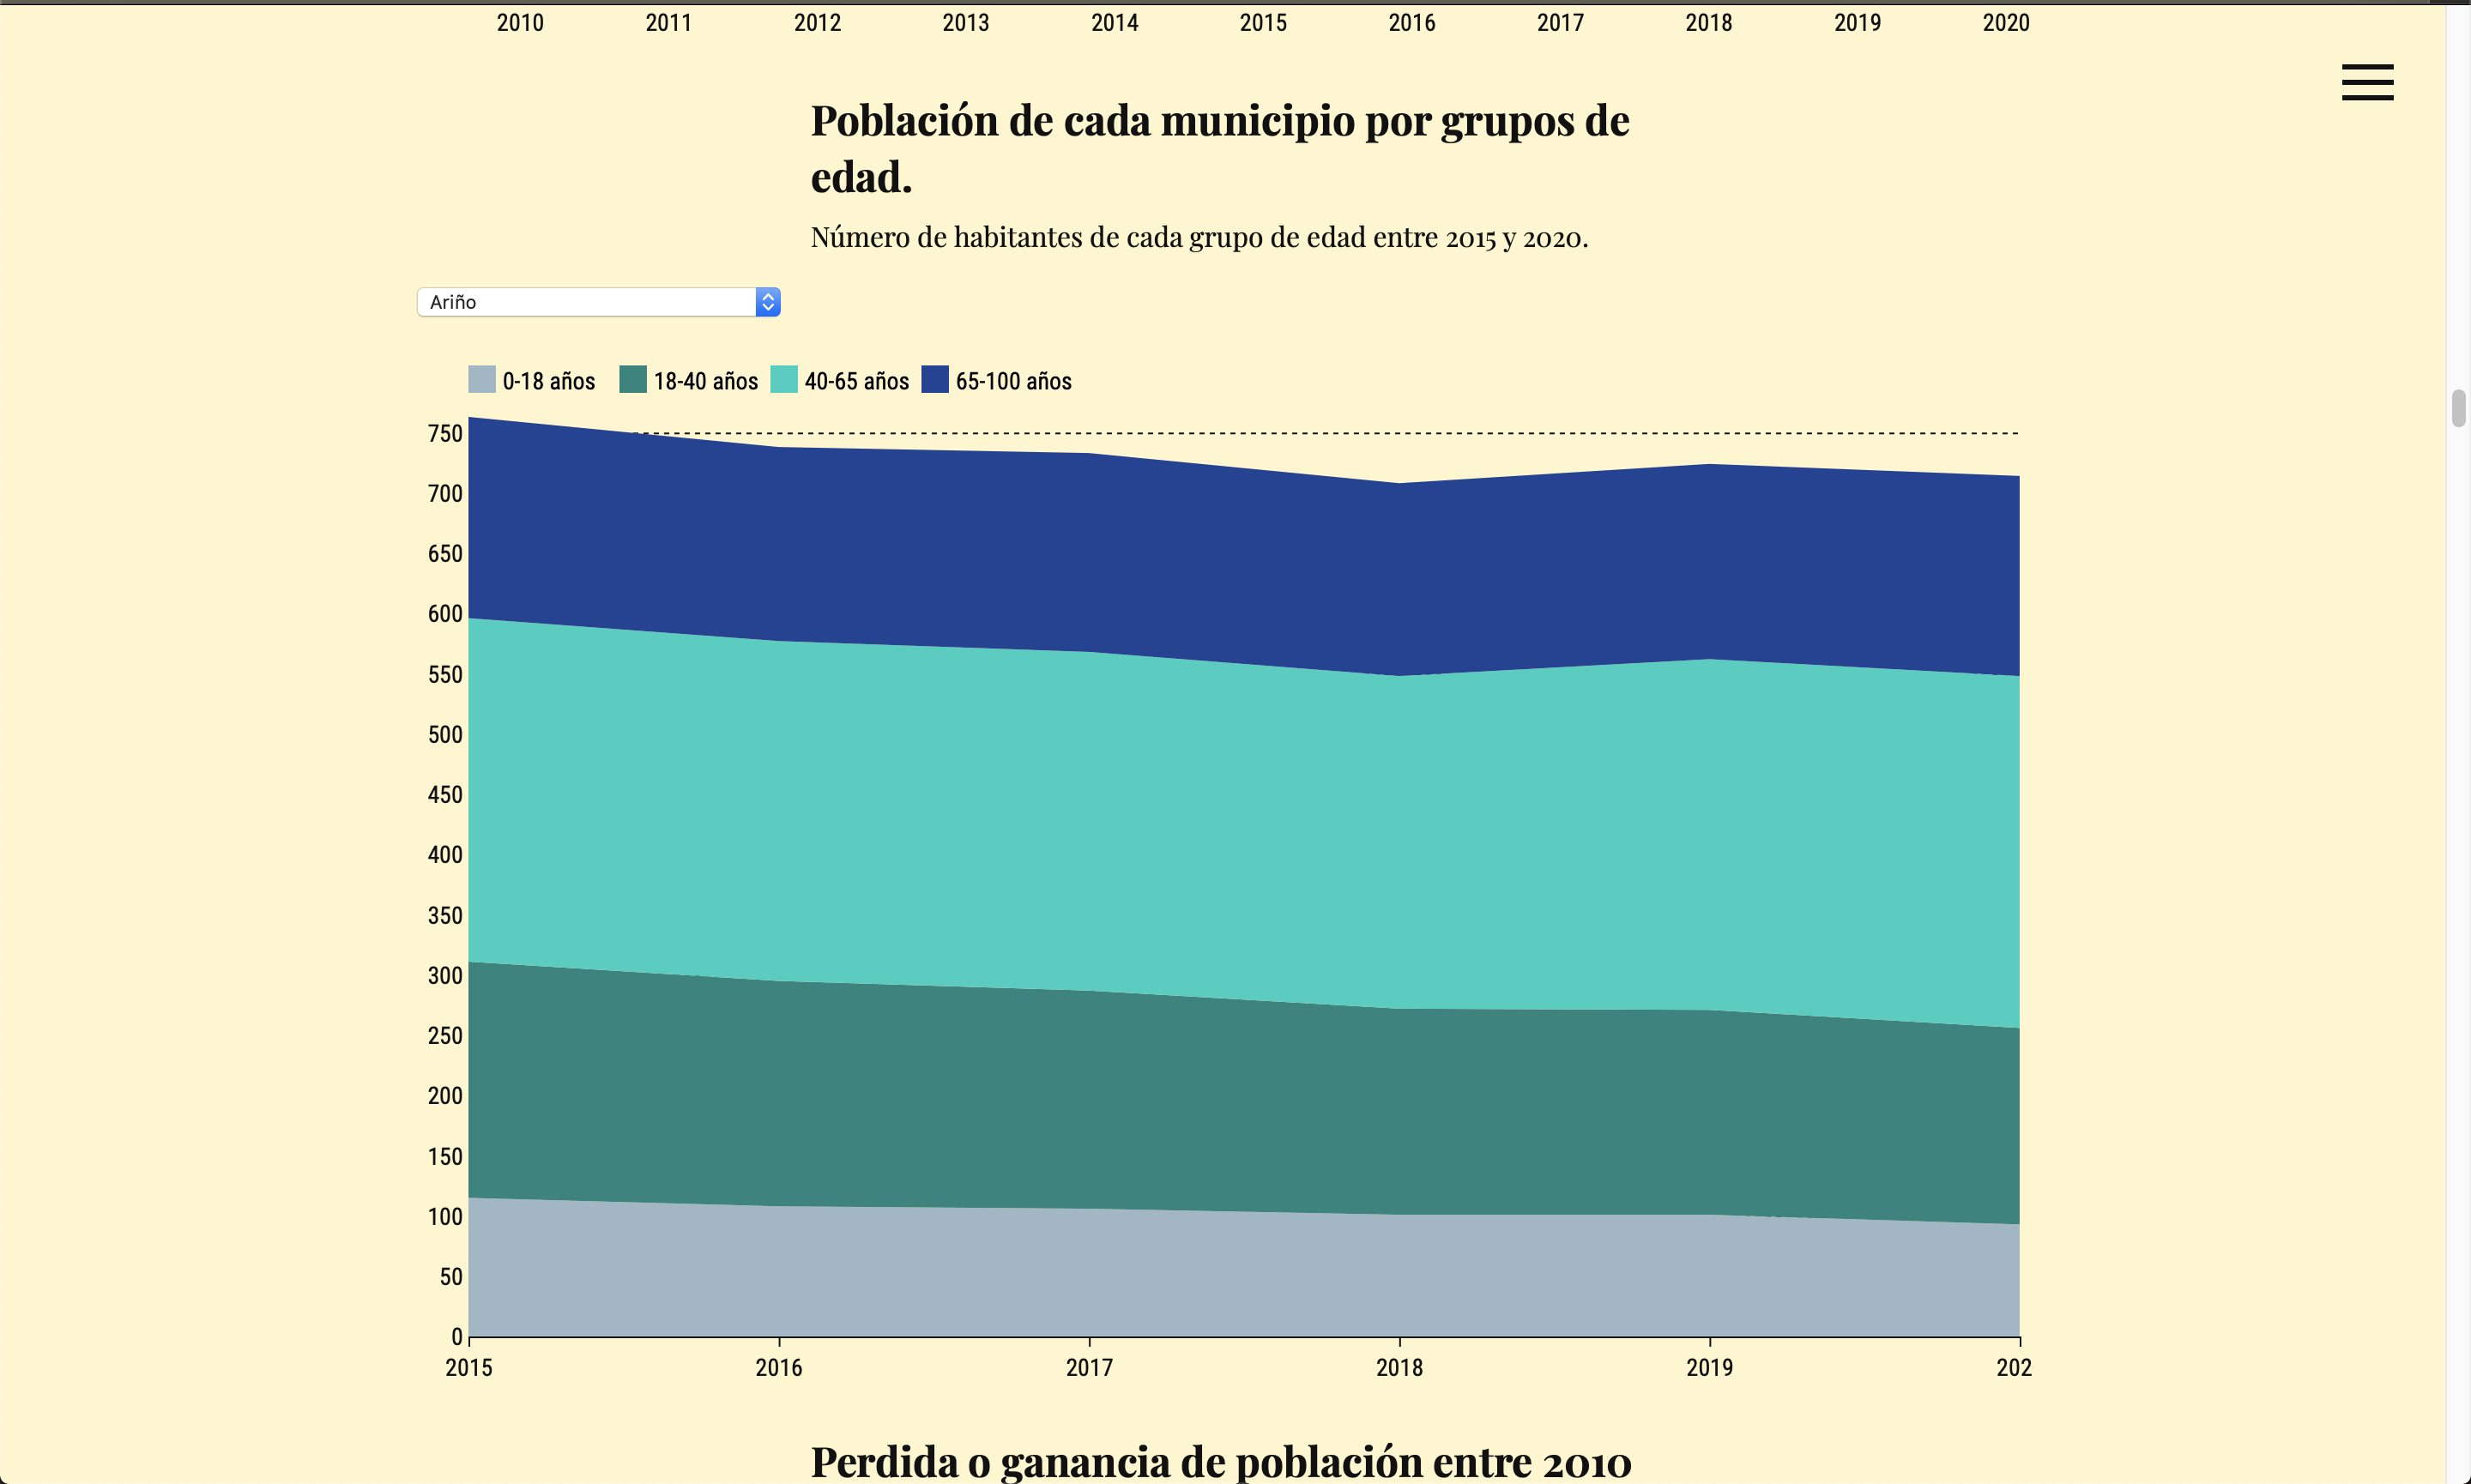 2010 2011 2012 2013 2014 2015 2016 2017 2018 2019 2020
Población de cada municipio por grupos de
edad.
Número de habitantes de cada grupo de edad entre 2015 y 2020.
Ariño
0-18 años 18-40 años 40-65 años 65-100 años
750
700
650
600
550
500
450
400
350
300
250
200
150
100
50
0
2015 2016 2017 2018 2019 202
Perdida o ganancia de población entre 2010